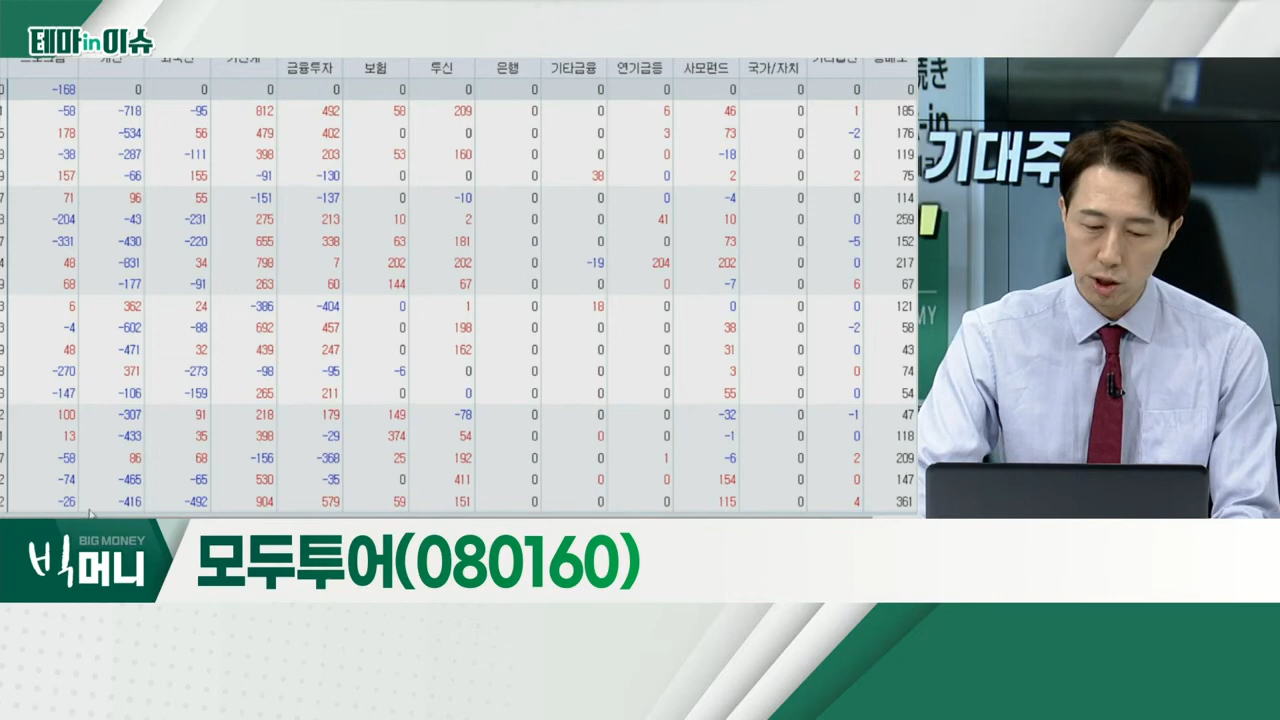 테마in이슈
금융투자 보험 투신 은행 기타금융 연기금등 사모펀드 국가/자치
-168 0 0 0 0 0 0 0 0 0 0 0 0 0
-58 -718 -95 812 492 58 209 0 0 6 46 0 1 185
178 -534 56 479 402 0 0 0 0 3 73 0 -2 176
-38 -287 -111 398 203 53 160 0 0 0 -18 0 0 119
157 -66 155 -91 -130 0 0 0 38 0 2 0 2 75
71 96 55 -151 -137 0 -10 0 0 0 -4 0 0 114
-204 -43 -231 275 213 10 2 0 0 41 10 0 0 259
-331 -430 -220 655 338 63 181 0 0 0 73 0 -5 152
48 -831 34 798 7 202 202 0 -19 204 202 0 0 217
68 -177 -91 263 60 144 67 0 0 0 -7 0 6 67
6 362 24 -386 -404 0 1 0 18 0 0 0 0 121
-4 -602 -88 692 457 0 198 0 0 0 38 0 -2 58
48 -471 32 439 247 0 162 0 0 0 31 0 0 43
-270 371 -273 -98 -95 -6 0 0 0 0 3 0 0 74
-147 -106 -159 265 211 0 0 0 0 0 55 0 0 54
100 -307 91 218 179 149 -78 0 0 0 -32 0 -1 47
13 -433 35 398 -29 374 54 0 0 0 -1 0 0 118
-58 86 68 -156 -368 25 192 0 0 1 -6 0 2 209
-74 -465 -65 530 -35 0 411 0 0 0 154 0 0 147
-26 -416 -492 904 579 59 151 0 0 0 115 0 4 361
続き
-in
기대주
MY
BIG MONEY
빅머니
모두투어(080160)